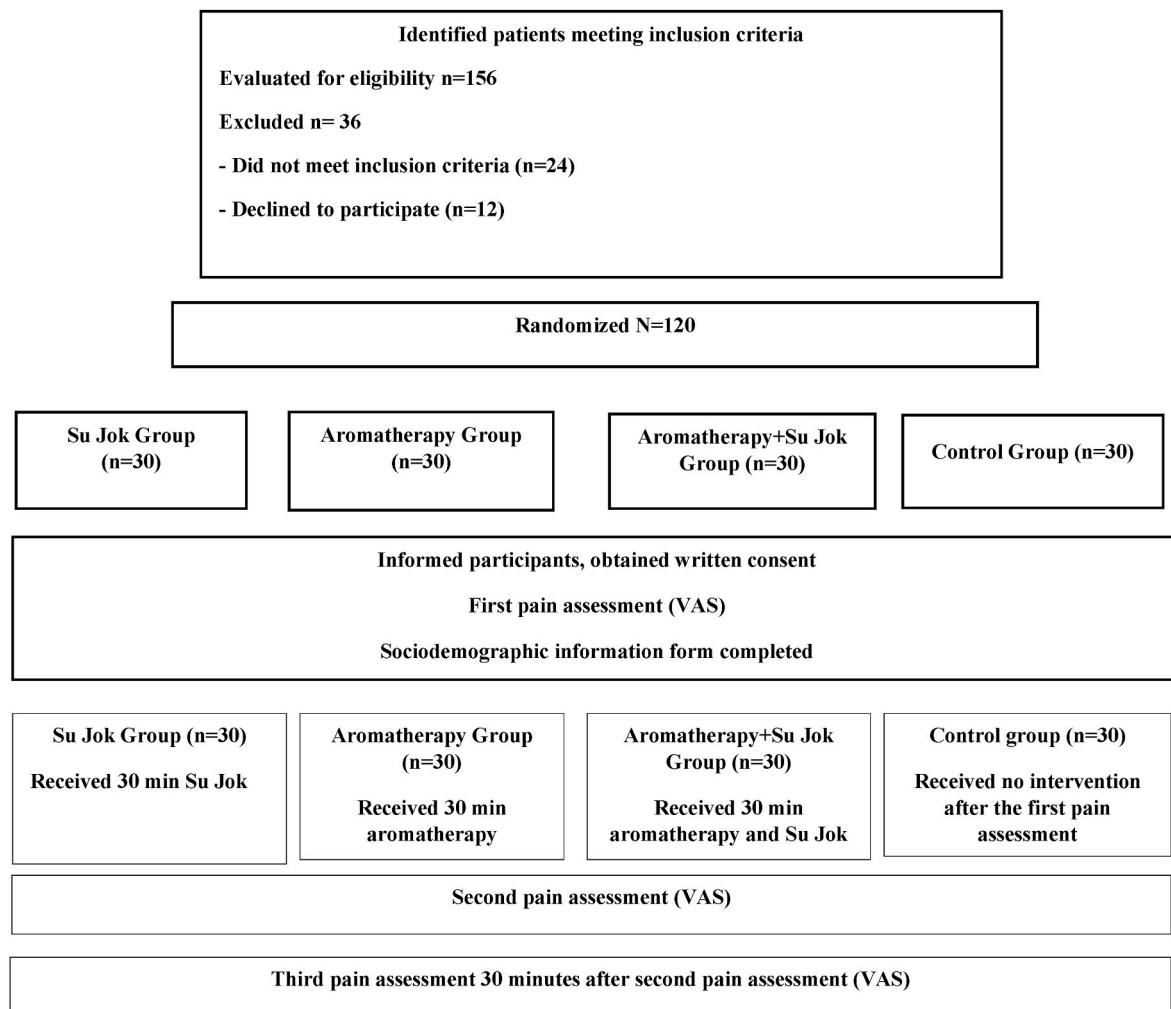 Identified patients meeting inclusion criteria
Evaluated for eligibility n=156
Excluded n= 36
- Did not meet inclusion criteria (n=24)
- Declined to participate (n=12)
Randomized N=120
Su Jok Group
(n=30)
Aromatherapy Group
(n=30)
Aromatherapy+Su Jok
Group (n=30)
Control Group (n=30)
Informed participants, obtained written consent
First pain assessment (VAS)
Sociodemographic information form completed
Su Jok Group (n=30)
Received 30 min Su Jok
Aromatherapy Group
(n=30)
Received 30 min
aromatherapy
Aromatherapy+Su Jok
Group (n=30)
Received 30 min
aromatherapy and Su Jok
Control group (n=30)
Received no intervention
after the first pain
assessment
Second pain assessment (VAS)
Third pain assessment 30 minutes after second pain assessment (VAS)